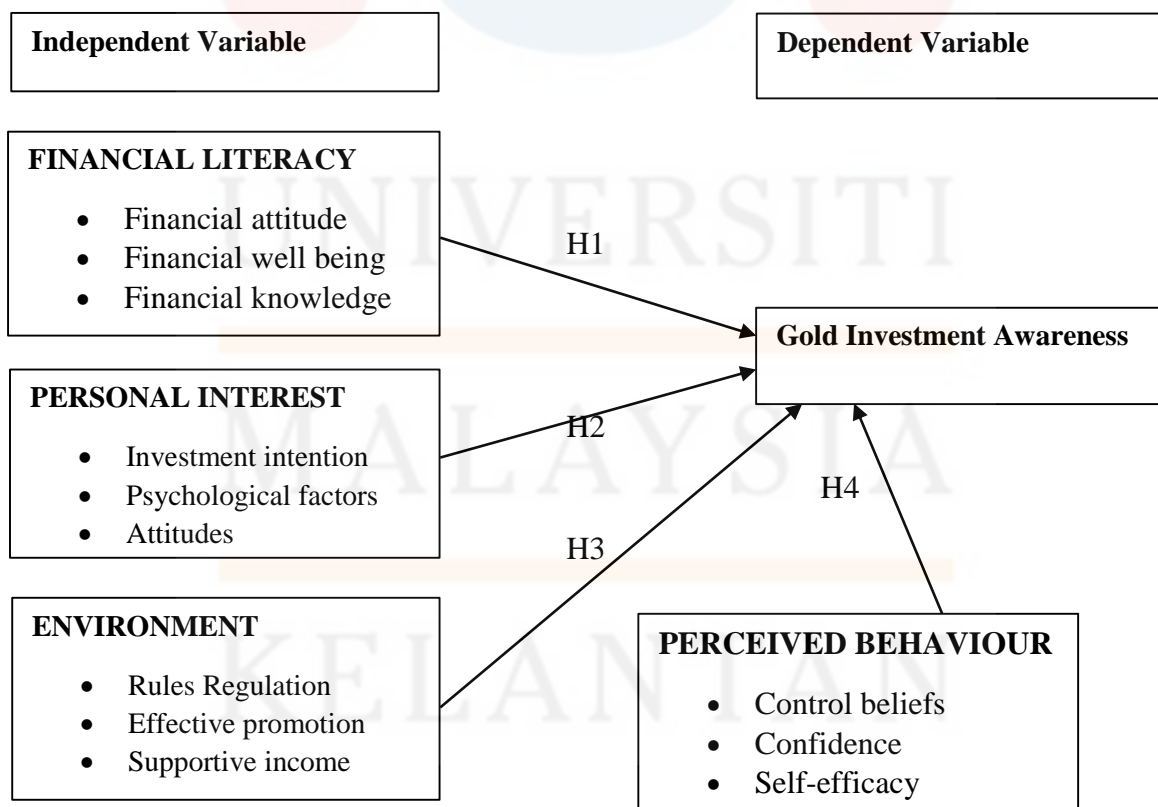 Independent Variable
Dependent Variable
FINANCIAL LITERACY
• Financial attitude
• Financial well being
• Financial knowledge
H1
Gold Investment Awareness
PERSONAL INTEREST
• Investment intention
• Psychological factors
• Attitudes
H2
H4
H3
ENVIRONMENT
• Rules Regulation
• Effective promotion
• Supportive income
PERCEIVED BEHAVIOUR
• Control beliefs
• Confidence
• Self-efficacy
UNIVERSITI
MALAYSIA
KELANTAN